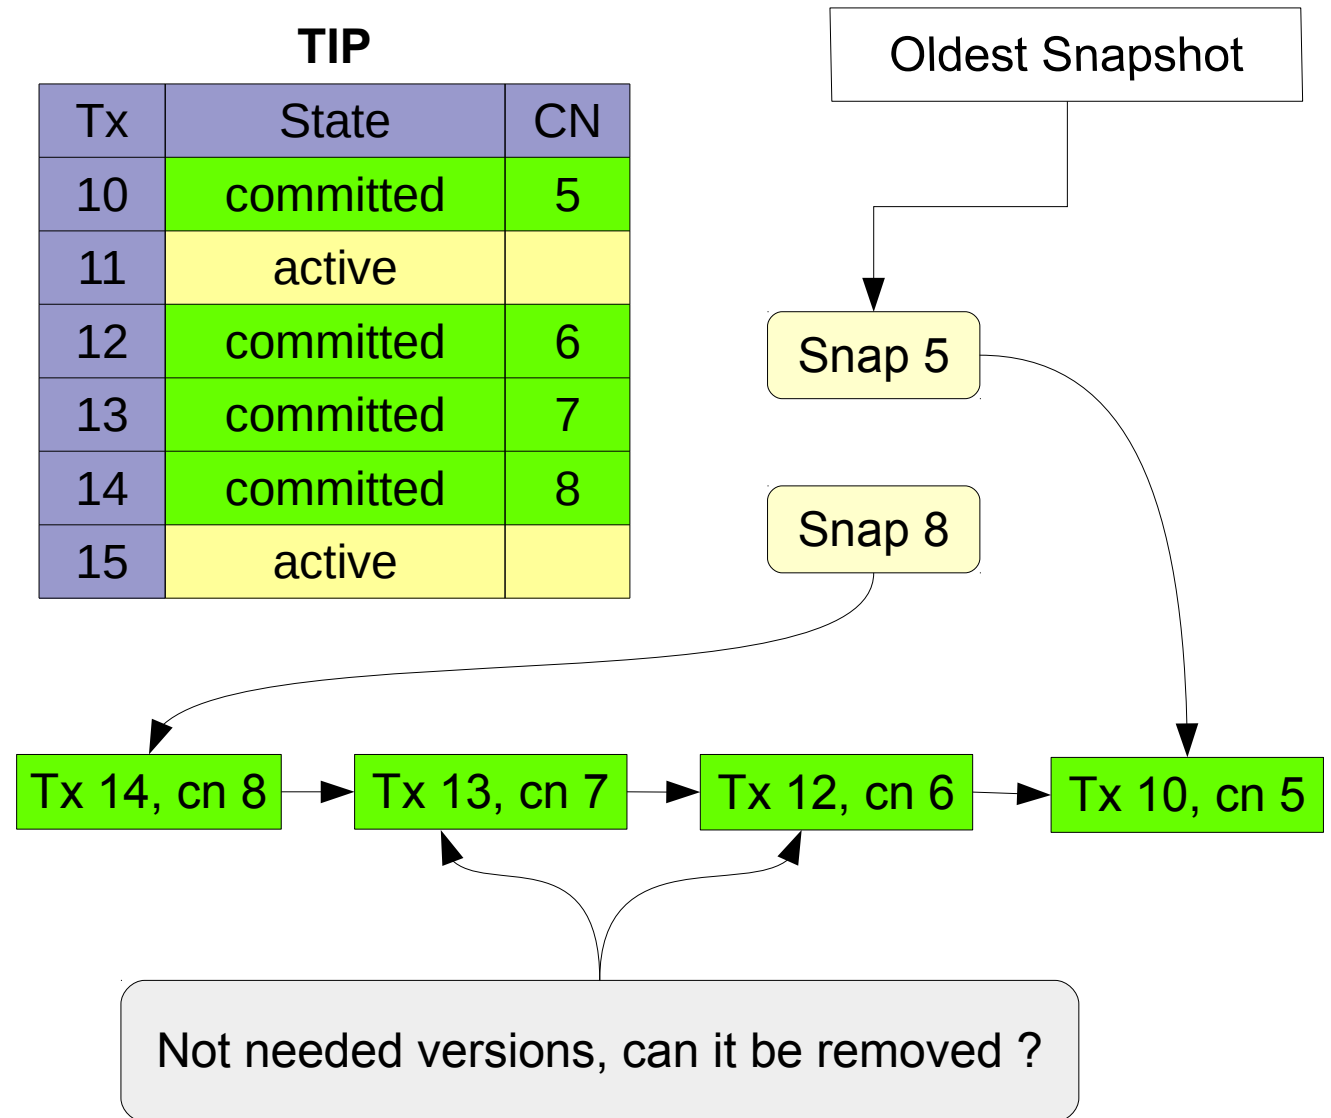 TIP
Tx State CN
10 committed 5
11 active
12 committed 6
13 committed 7
14 committed 8
15 active
Oldest Snapshot
Snap 5
Snap 8
Tx 14, cn 8
Tx 13, cn 7
Tx 12, cn 6
Tx 10, cn 5
Not needed versions, can it be removed ?